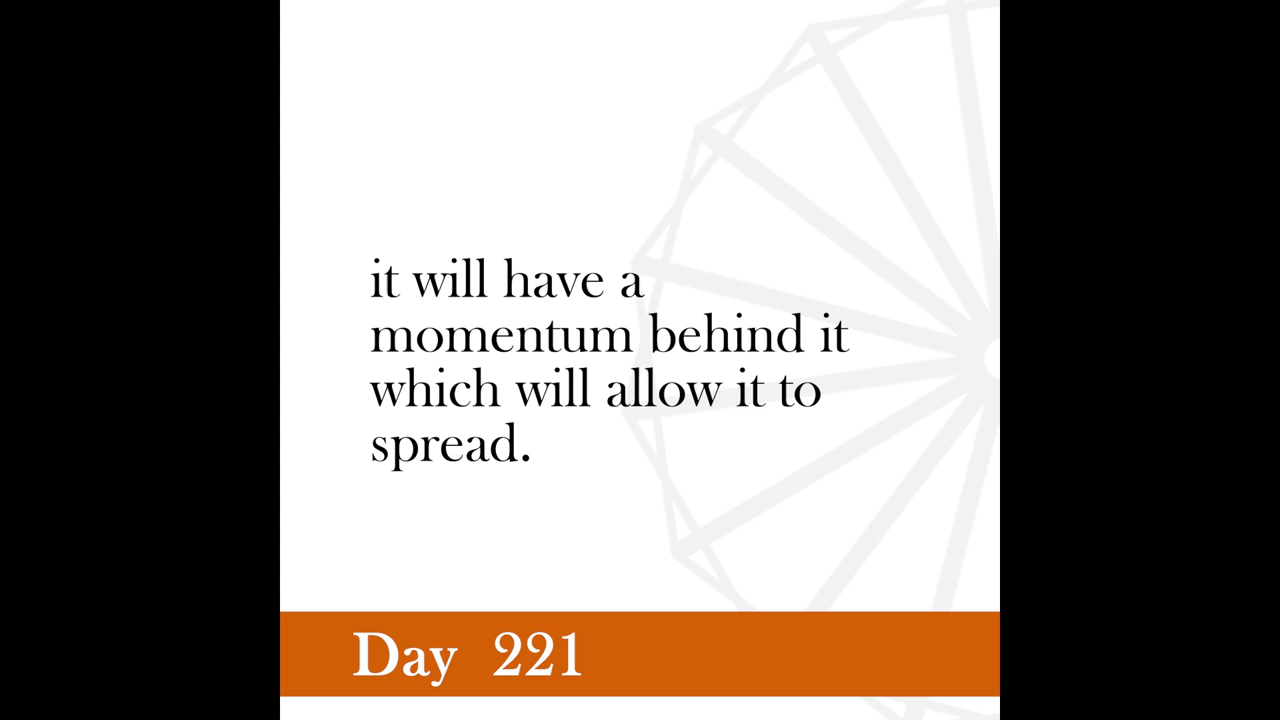 it will have a
momentum behind it
which will allow it to
spread.
Day 221